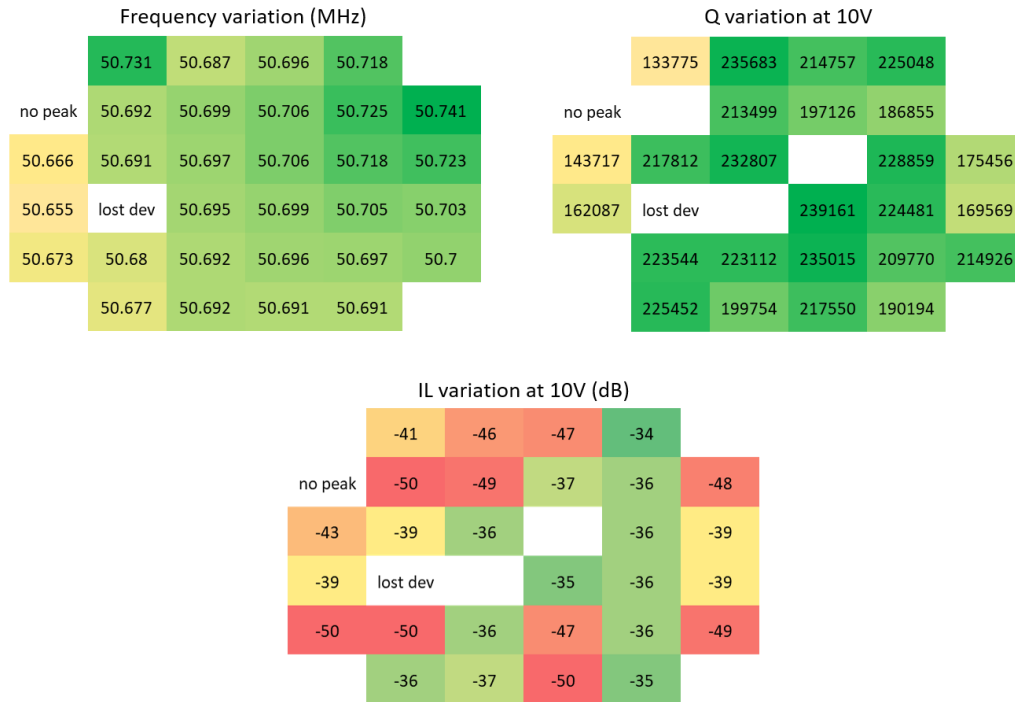 Frequency variation (MHz)
50.731 50.687 50.696 50.718
no peak 50.692 50.699 50.706 50.725 50.741
50.666 50.691 50.697 50.706 50.718 50.723
50.655 lost dev 50.695 50.699 50.705 50.703
50.673 50.68 50.692 50.696 50.697 50.7
50.677 50.692 50.691 50.691
Q variation at 10V
133775 235683 214757 225048
no peak 213499 197126 186855
143717 217812 232807 228859 175456
162087 lost dev 239161 224481 169569
223544 223112 235015 209770 214926
225452 199754 217550 190194
IL variation at 10V (dB)
-41 -46 -47 -34
no peak -50 -49 -37 -36 -48
-43 -39 -36 -36 -39
-39 lost dev -35 -36 -39
-50 -50 -36 -47 -36 -49
-36 -37 -50 -35